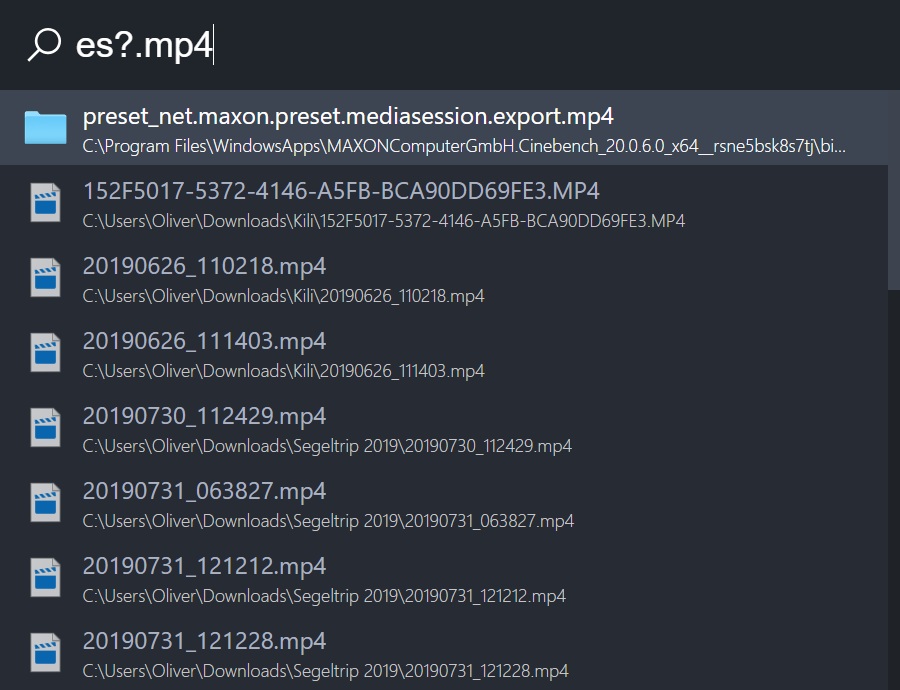 es?.mp4
preset_net.maxon.preset.mediasession.export.mp4
C:\Program Files\WindowsApps\MAXONComputerGmbH.Cinebench_20.0.6.0_x64__rsne5bsk8s7tj\bi...
152F5017-5372-4146-A5FB-BCA90DD69FE3.MP4
C:\Users\Oliver\Downloads\Kili\152F5017-5372-4146-A5FB-BCA90DD69FE3.MP4
20190626_110218.mp4
C:\Users\Oliver\Downloads\Kili\20190626_110218.mp4
20190626_111403.mp4
C:\Users\Oliver\Downloads\Kili\20190626_111403.mp4
20190730_112429.mp4
C:\Users\Oliver\Downloads\Segeltrip 2019\20190730_112429.mp4
20190731_063827.mp4
C:\Users\Oliver\Downloads\Segeltrip 2019\20190731_063827.mp4
20190731_121212.mp4
C:\Users\Oliver\Downloads\Segeltrip 2019\20190731_121212.mp4
20190731_121228.mp4
C:\Users\Oliver\Downloads\Segeltrip 2019\20190731_121228.mp4